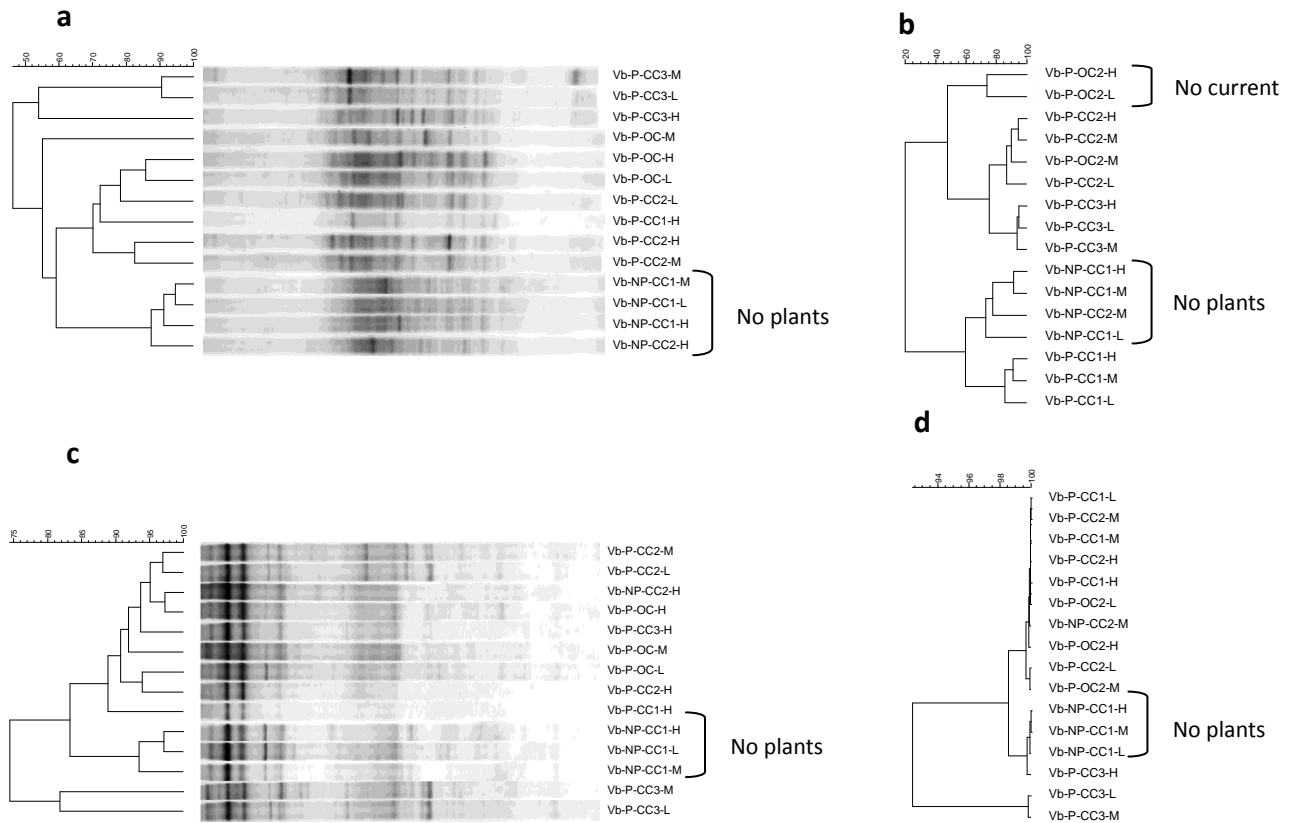 a
50 60 70 80 90 100
Vb-P-CC3-M
Vb-P-CC3-L
Vb-P-CC3-H
Vb-P-OC-M
Vb-P-OC-H
Vb-P-OC-L
Vb-P-CC2-L
Vb-P-CC1-H
Vb-P-CC2-H
Vb-P-CC2-M
Vb-NP-CC1-M
Vb-NP-CC1-L
Vb-NP-CC1-H
Vb-NP-CC2-H
No plants
b
20 40 60 80 100
Vb-P-OC2-H
Vb-P-OC2-L
No current
Vb-P-CC2-H
Vb-P-CC2-M
Vb-P-OC2-M
Vb-P-CC2-L
Vb-P-CC3-H
Vb-P-CC3-L
Vb-P-CC3-M
Vb-NP-CC1-H
Vb-NP-CC1-M
Vb-NP-CC2-M
Vb-NP-CC1-L
No plants
Vb-P-CC1-H
Vb-P-CC1-M
Vb-P-CC1-L
c
75 80 85 90 95 100
Vb-P-CC2-M
Vb-P-CC2-L
Vb-NP-CC2-H
Vb-P-OC-H
Vb-P-CC3-H
Vb-P-OC-M
Vb-P-OC-L
Vb-P-CC2-H
Vb-P-CC1-H
Vb-NP-CC1-H
Vb-NP-CC1-L
Vb-NP-CC1-M
No plants
Vb-P-CC3-M
Vb-P-CC3-L
d
94 96 98 100
Vb-P-CC1-L
Vb-P-CC2-M
Vb-P-CC1-M
Vb-P-CC2-H
Vb-P-CC1-H
Vb-P-OC2-L
Vb-NP-CC2-M
Vb-P-OC2-H
Vb-P-CC2-L
Vb-P-OC2-M
Vb-NP-CC1-H
Vb-NP-CC1-M
Vb-NP-CC1-L
No plants
Vb-P-CC3-H
Vb-P-CC3-L
Vb-P-CC3-M